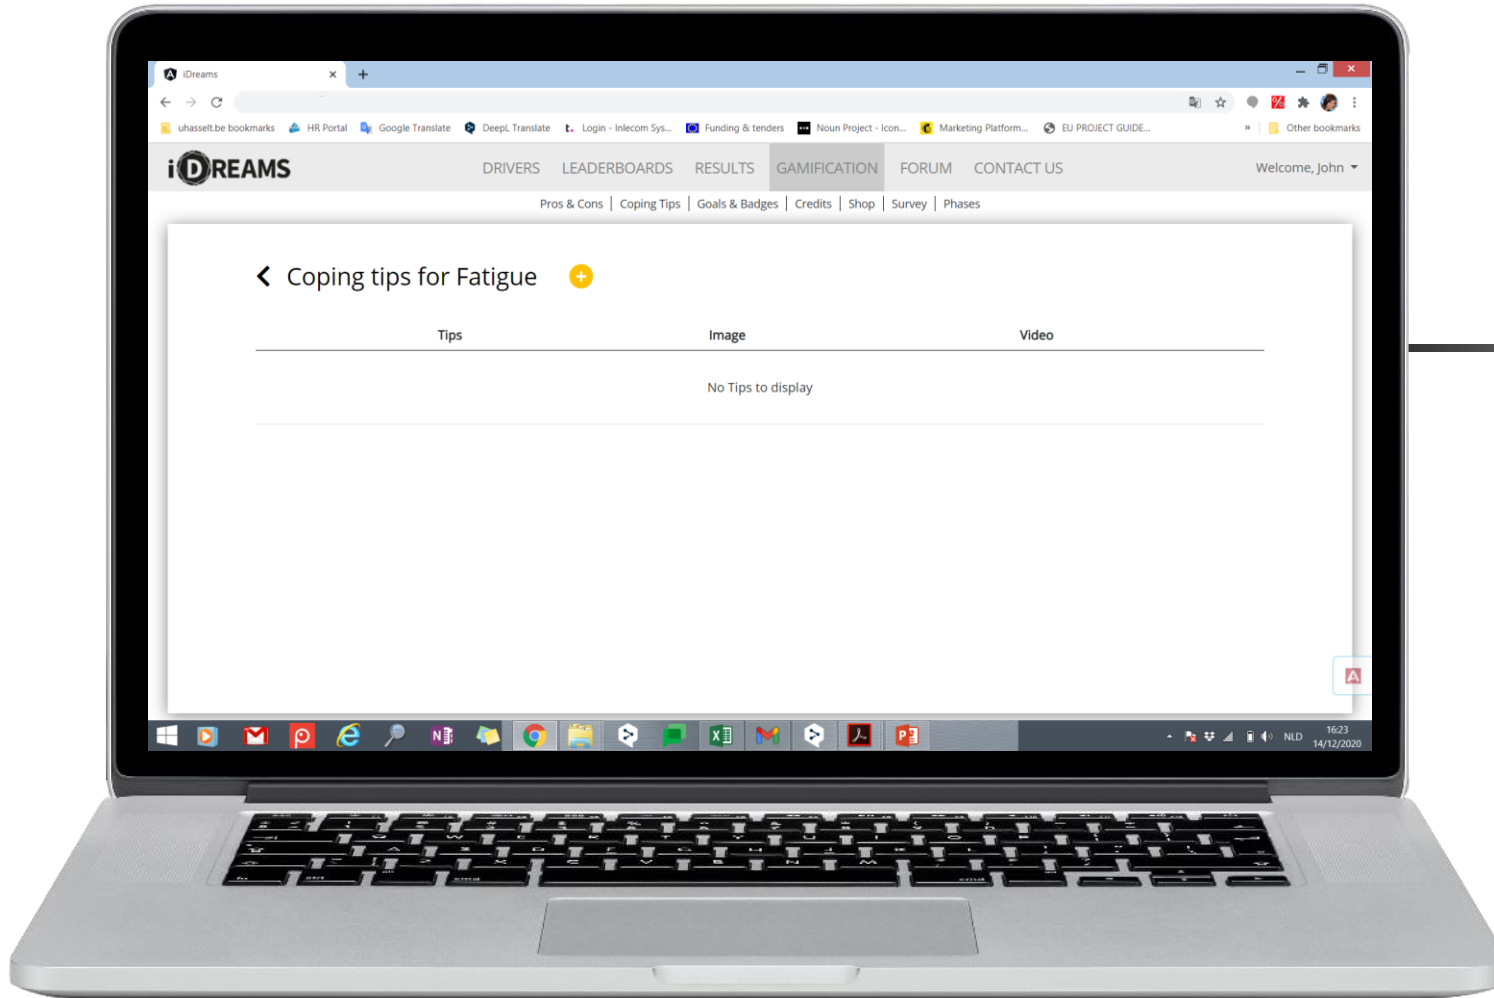 iDreams
uhasselt.be bookmarks HR Portal Google Translate DeepL Translate Login - Inlecom Sys... Funding & tenders Noun Project - Icon... Marketing Platform... EU PROJECT GUIDE... » Other bookmarks
iDREAMS DRIVERS LEADERBOARDS RESULTS GAMIFICATION FORUM CONTACT US Welcome, John
Pros & Cons | Coping Tips | Goals & Badges | Credits | Shop | Survey | Phases
Coping tips for Fatigue
Tips Image Video
No Tips to display
NLD 16:23
14/12/2020